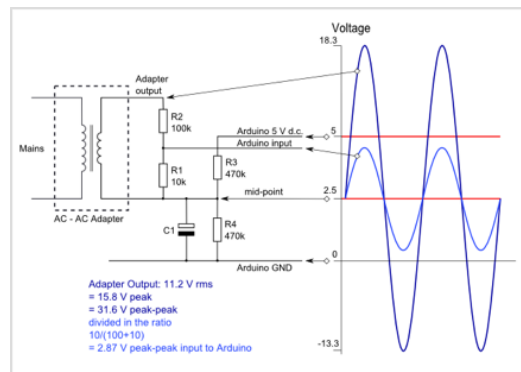 Voltage
18.3
Adapter
output
R2
100k
Arduino 5 V d.c.
5
Arduino input
Mains
R1
10k
R3
470k
mid-point
2.5
AC - AC Adapter
C1
R4
470k
Arduino GND
0
Adapter Output: 11.2 V rms
= 15.8 V peak
= 31.6 V peak-peak
divided in the ratio
10/(100+10)
= 2.87 V peak-peak input to Arduino
-13.3